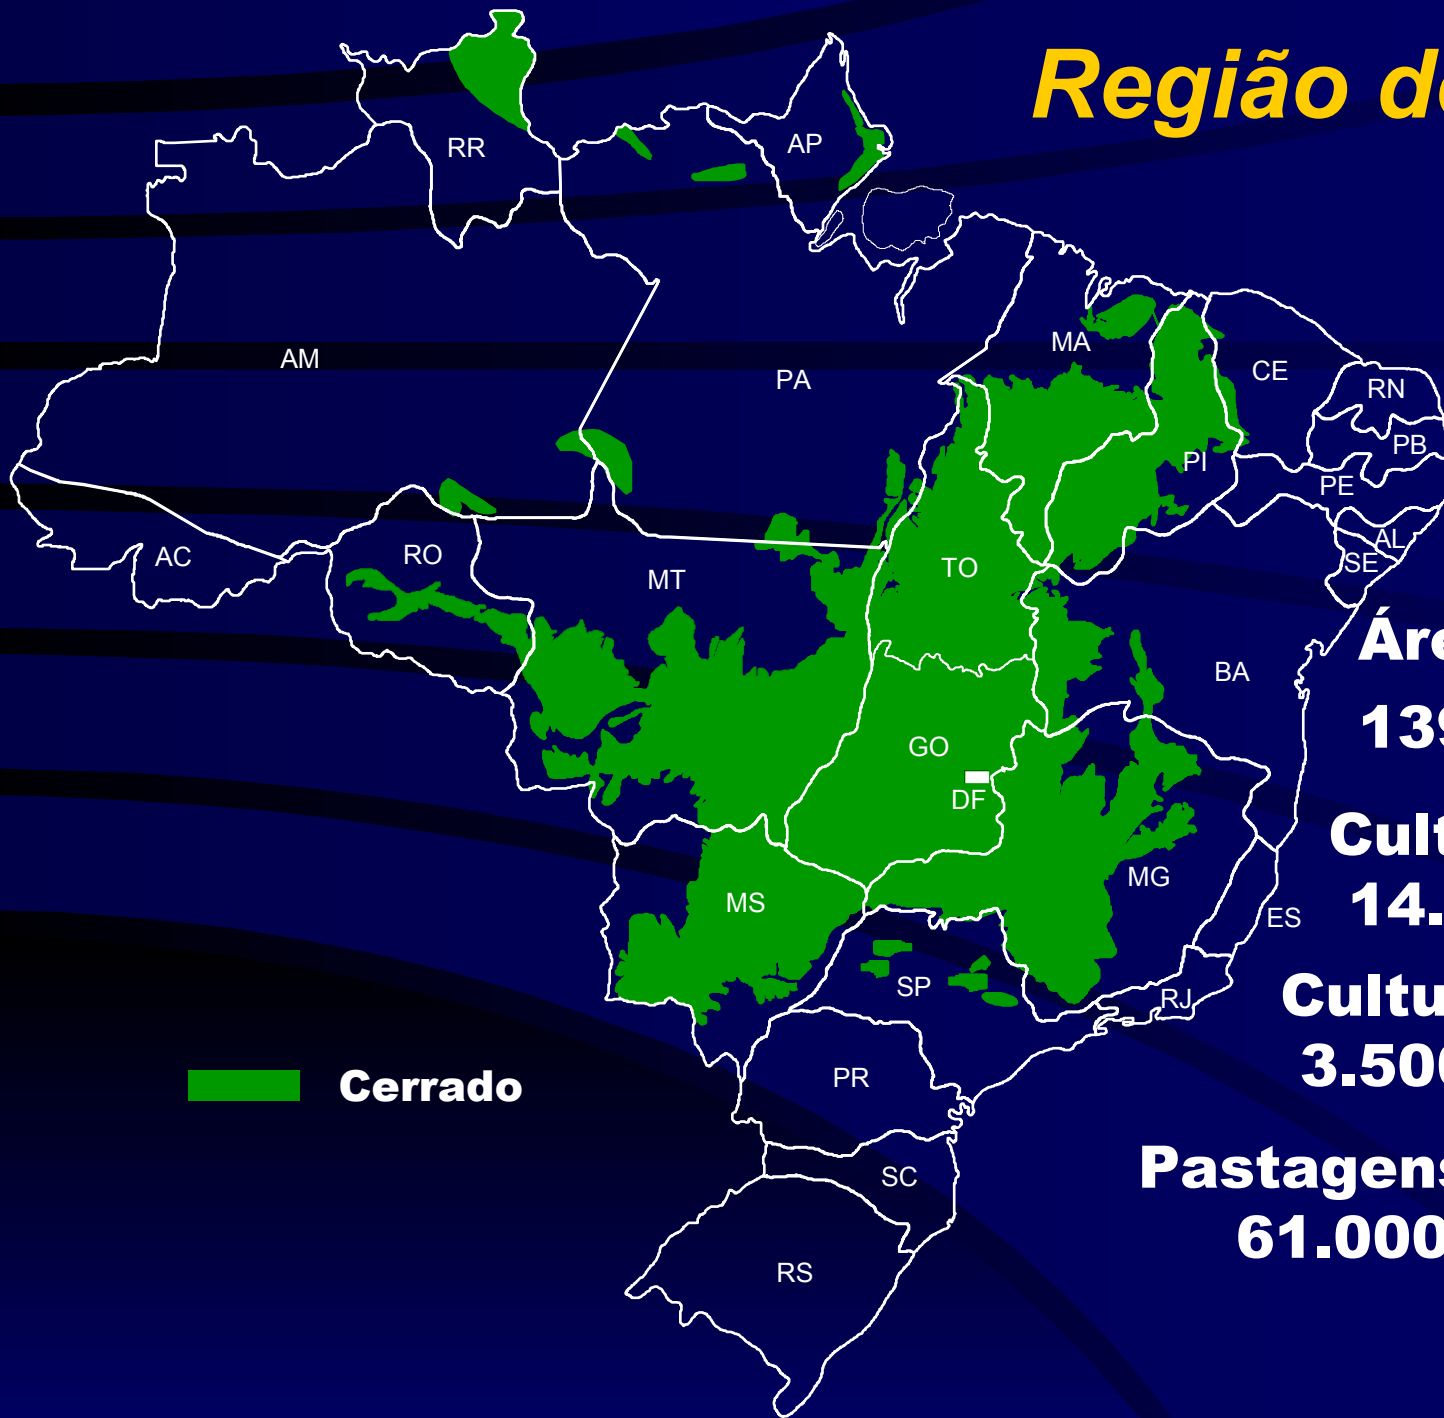 Região d
RR
AP
AM
PA
MA
CE
RN
PB
PI
PE
AL
SE
AC
RO
MT
TO
BA
GO
DF
MS
MG
ES
SP
RJ
PR
SC
RS
Cerrado
Áre
139
Cult
14.
Cultu
3.500
Pastagens
61.000